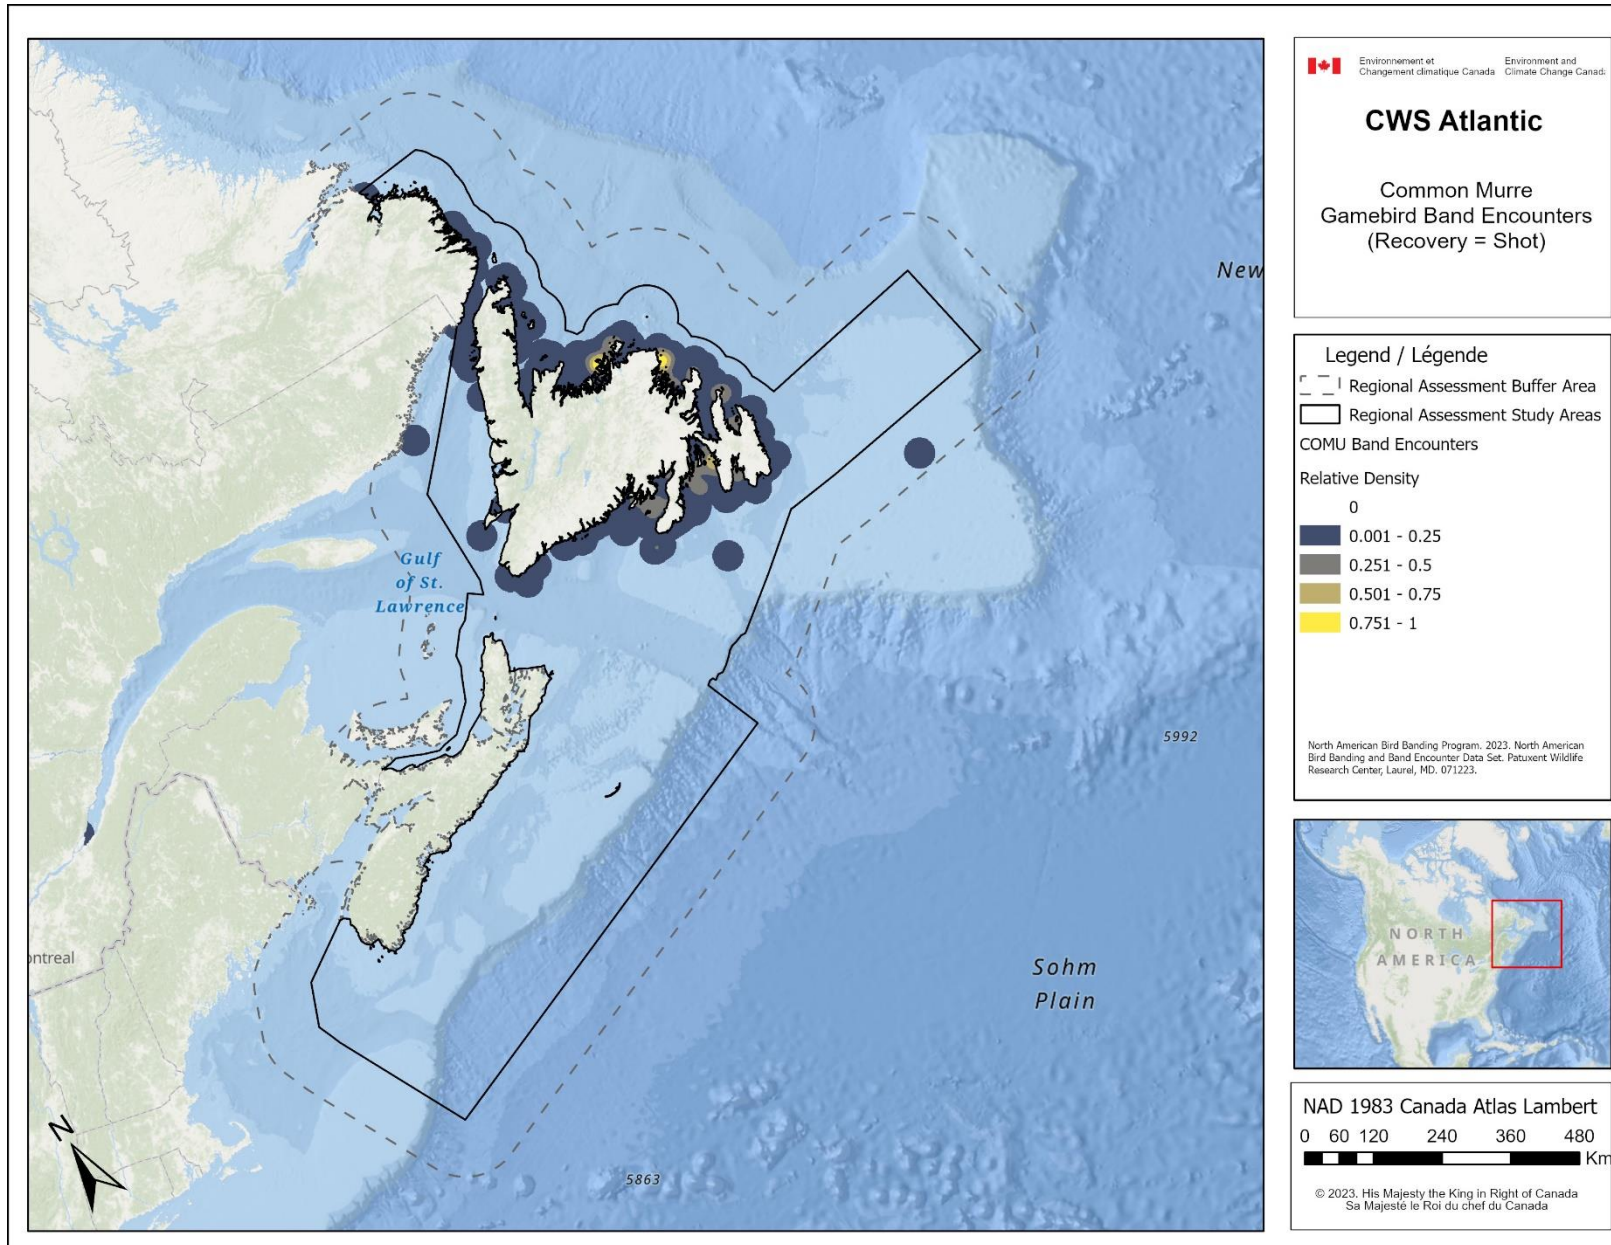 New
Gulf
of St.
Lawrence
5992
ontreal
Sohm
Plain
N
5863
Environnement et
Changement climatique Canada
Environment and
Climate Change Canada
CWS Atlantic
Common Murre
Gamebird Band Encounters
(Recovery = Shot)
Legend / Légende
Regional Assessment Buffer Area
Regional Assessment Study Areas
COMU Band Encounters
Relative Density
0
0.001 - 0.25
0.251 - 0.5
0.501 - 0.75
0.751 - 1
North American Bird Banding Program. 2023. North American
Bird Banding and Band Encounter Data Set. Patuxent Wildlife
Research Center, Laurel, MD. 071223.
NORTH
AMERICA
NAD 1983 Canada Atlas Lambert
0 60 120 240 360 480
Km
© 2023. His Majesty the King in Right of Canada
Sa Majesté le Roi du chef du Canada